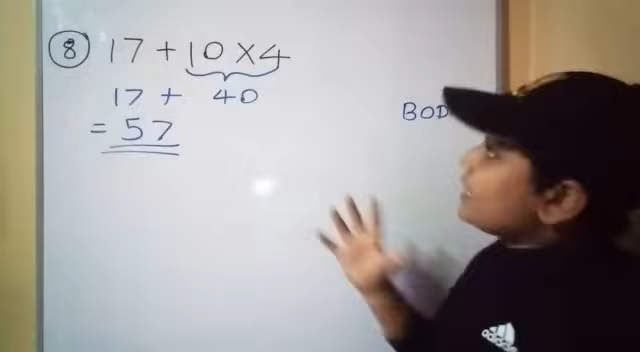 ⑧ 17 + 10 × 4
17 + 40
= 57
BOD
adidas